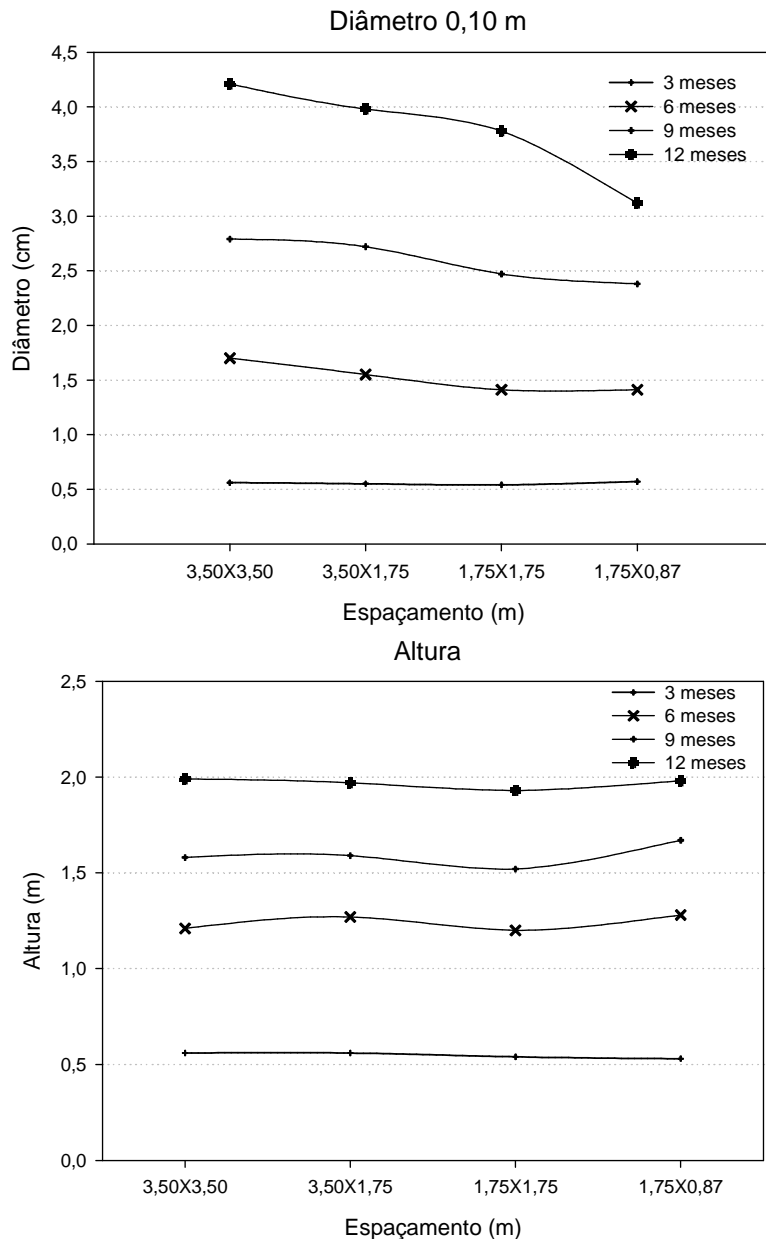 Diâmetro 0,10 m
4,5
4,0
3,5
3,0
2,5
2,0
1,5
1,0
0,5
0,0
Diâmetro (cm)
3 meses
6 meses
9 meses
12 meses
3,50X3,50 3,50X1,75 1,75X1,75 1,75X0,87
Espaçamento (m)
Altura
2,5
2,0
1,5
1,0
0,5
0,0
Altura (m)
3 meses
6 meses
9 meses
12 meses
3,50X3,50 3,50X1,75 1,75X1,75 1,75X0,87
Espaçamento (m)